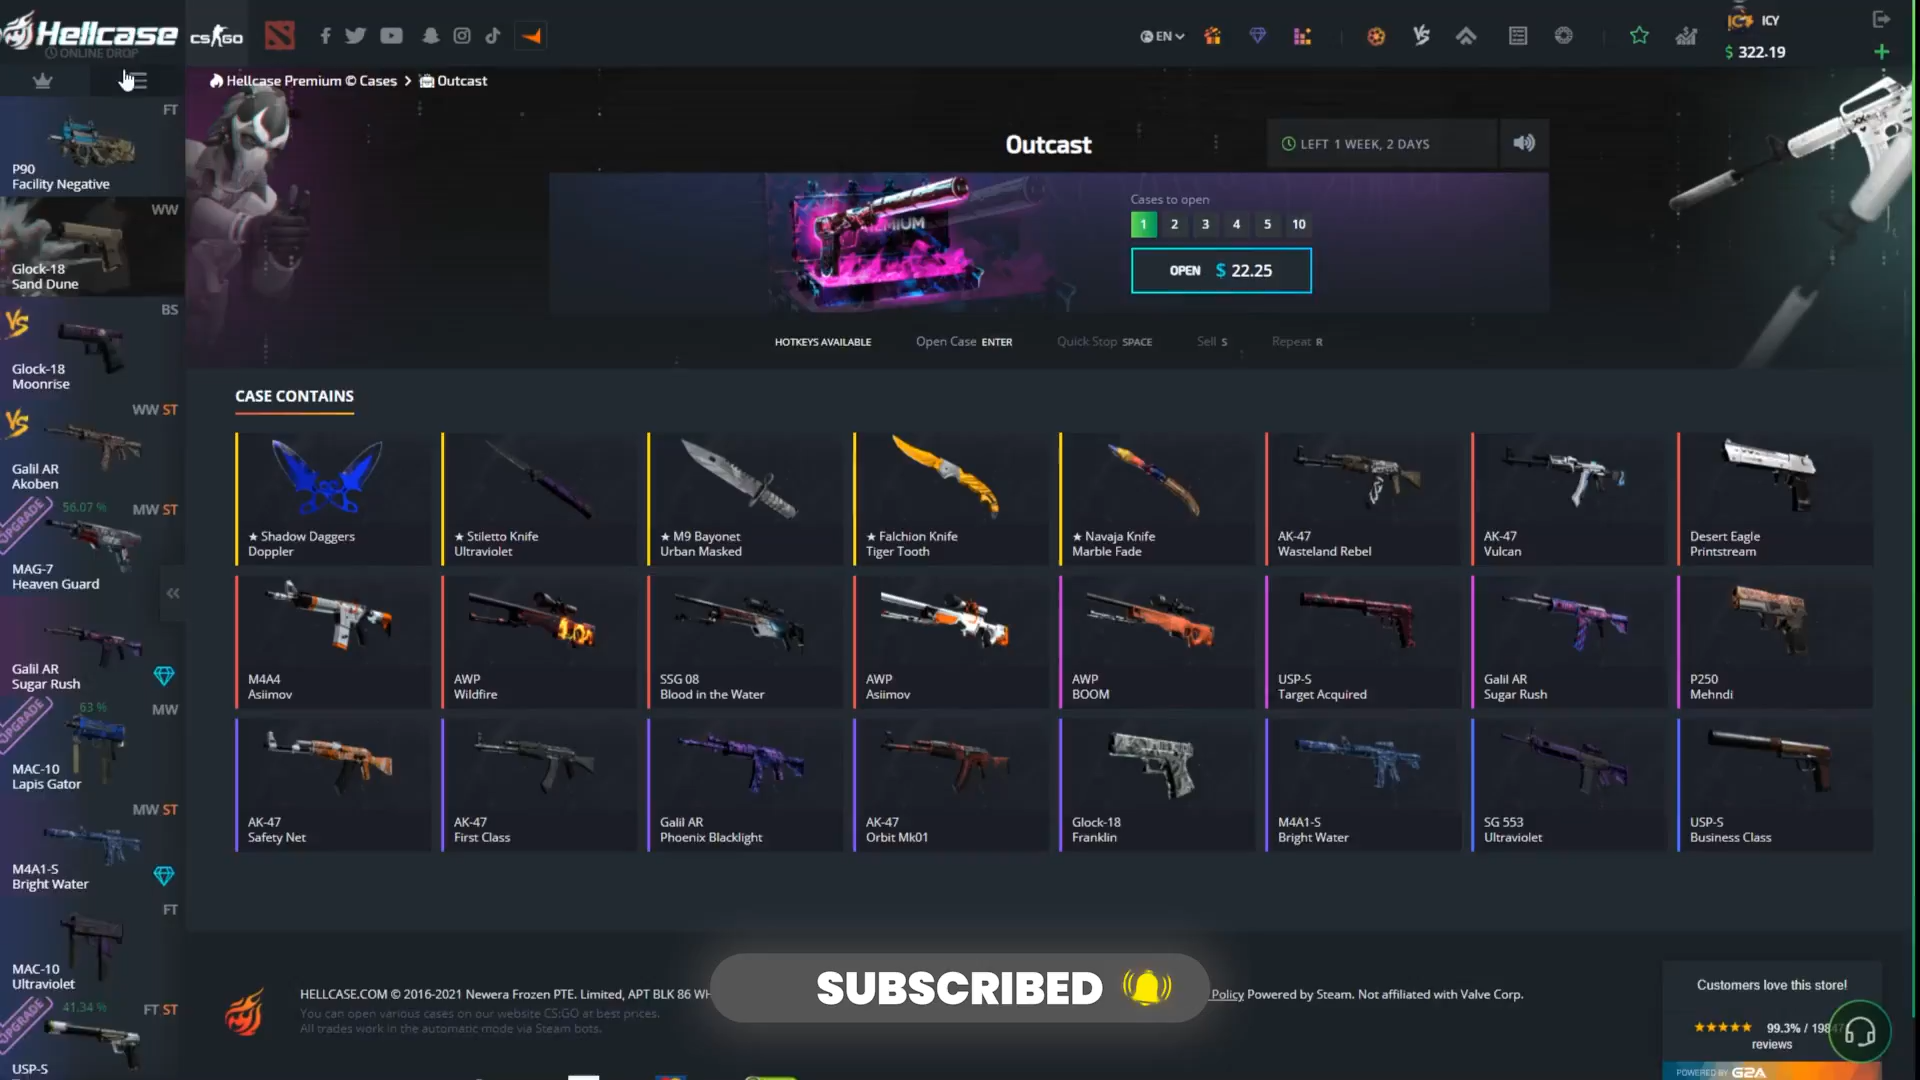 Hellcase
ONLINE DROP
CS:GO
EN
ICY
$ 322.19
Hellcase Premium © Cases > Outcast
Outcast
LEFT 1 WEEK, 2 DAYS
PREMIUM
Cases to open
1 2 3 4 5 10
OPEN $ 22.25
HOTKEYS AVAILABLE Open Case ENTER Quick Stop SPACE Sell S Repeat R
FT
P90
Facility Negative
WW
Glock-18
Sand Dune
BS
VS
Glock-18
Moonrise
WW ST
VS
Galil AR
Akoben
56.07 % MW ST
UPGRADE
MAG-7
Heaven Guard
Galil AR
Sugar Rush
63 % MW
UPGRADE
MAC-10
Lapis Gator
MW ST
M4A1-S
Bright Water
FT
MAC-10
Ultraviolet
41.34 % FT ST
UPGRADE
USP-S
CASE CONTAINS
★ Shadow Daggers
Doppler
★ Stiletto Knife
Ultraviolet
★ M9 Bayonet
Urban Masked
★ Falchion Knife
Tiger Tooth
★ Navaja Knife
Marble Fade
AK-47
Wasteland Rebel
AK-47
Vulcan
Desert Eagle
Printstream
M4A4
Asiimov
AWP
Wildfire
SSG 08
Blood in the Water
AWP
Asiimov
AWP
BOOM
USP-S
Target Acquired
Galil AR
Sugar Rush
P250
Mehndi
AK-47
Safety Net
AK-47
First Class
Galil AR
Phoenix Blacklight
AK-47
Orbit Mk01
Glock-18
Franklin
M4A1-S
Bright Water
SG 553
Ultraviolet
USP-S
Business Class
SUBSCRIBED
HELLCASE.COM © 2016-2021 Newera Frozen PTE. Limited, APT BLK 86 Policy Powered by Steam. Not affiliated with Valve Corp.
You can open various cases on our website CS:GO at best prices.
All trades work in the automatic mode via Steam bots.
Customers love this store!
★★★★★ 99.3% / 
reviews
POWERED BY G2A